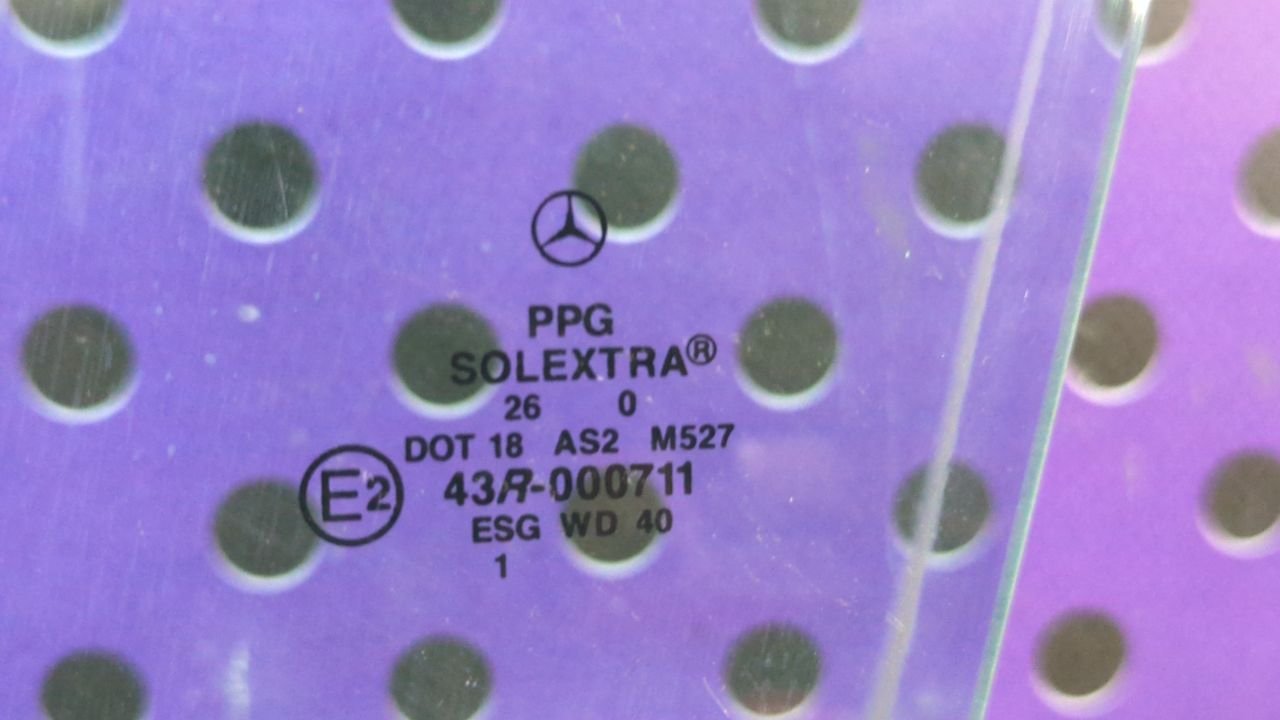 PPG
SOLEXTRA®
26 0
DOT 18 AS2 M527
E2 43R-000711
ESG WD 40
1